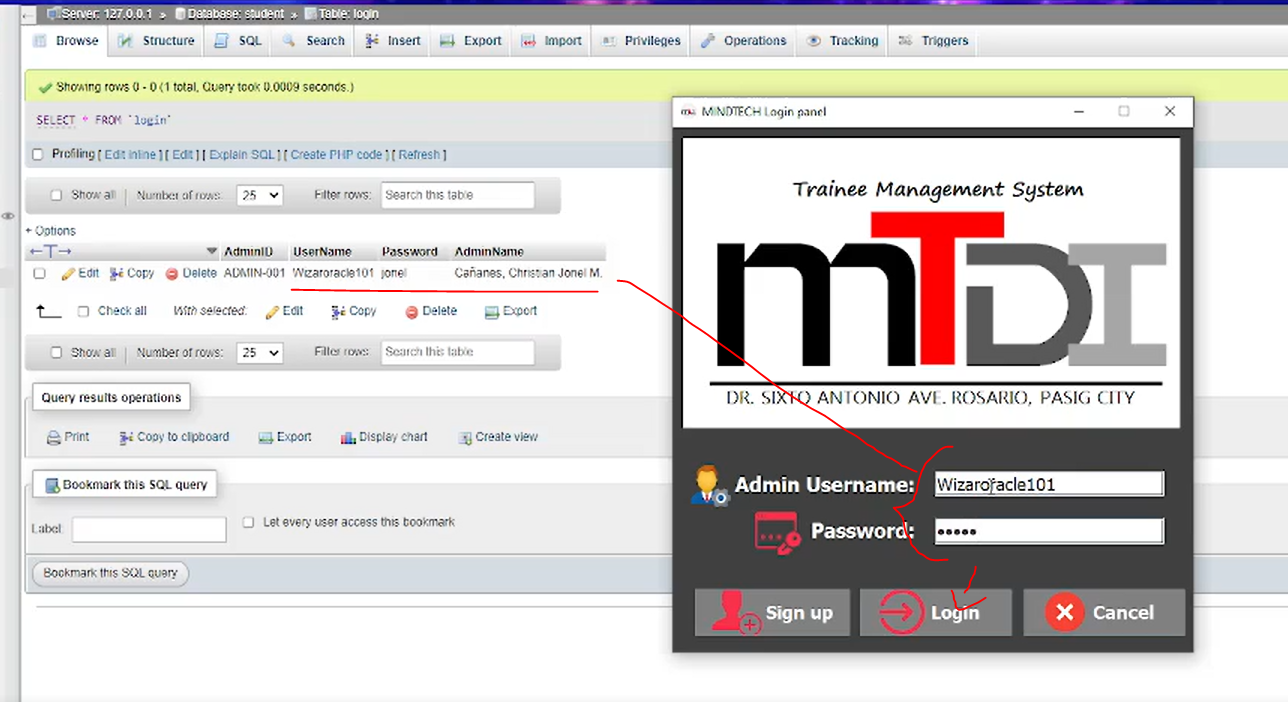 Server: 127.0.0.1 » Database: student » Table: login
Browse Structure SQL Search Insert Export Import Privileges Operations Tracking Triggers
Showing rows 0 - 0 (1 total, Query took 0.0009 seconds.)
SELECT * FROM `login`
Profiling [ Edit inline ] [ Edit ] [ Explain SQL ] [ Create PHP code ] [ Refresh ]
Show all | Number of rows: 25 Filter rows: Search this table
+ Options
←T→ AdminID UserName Password AdminName
Edit Copy Delete ADMIN-001 Wizaroracle101 jonel Cañanes, Christian Jonel M.
Check all With selected: Edit Copy Delete Export
Show all | Number of rows: 25 Filter rows: Search this table
Query results operations
Print Copy to clipboard Export Display chart Create view
Bookmark this SQL query
Label: Let every user access this bookmark
Bookmark this SQL query
MINDTECH Login panel
Trainee Management System
mTDI
DR. SIXTO ANTONIO AVE. ROSARIO, PASIG CITY
Admin Username: Wizaroracle101
Password: •••••
Sign up Login Cancel